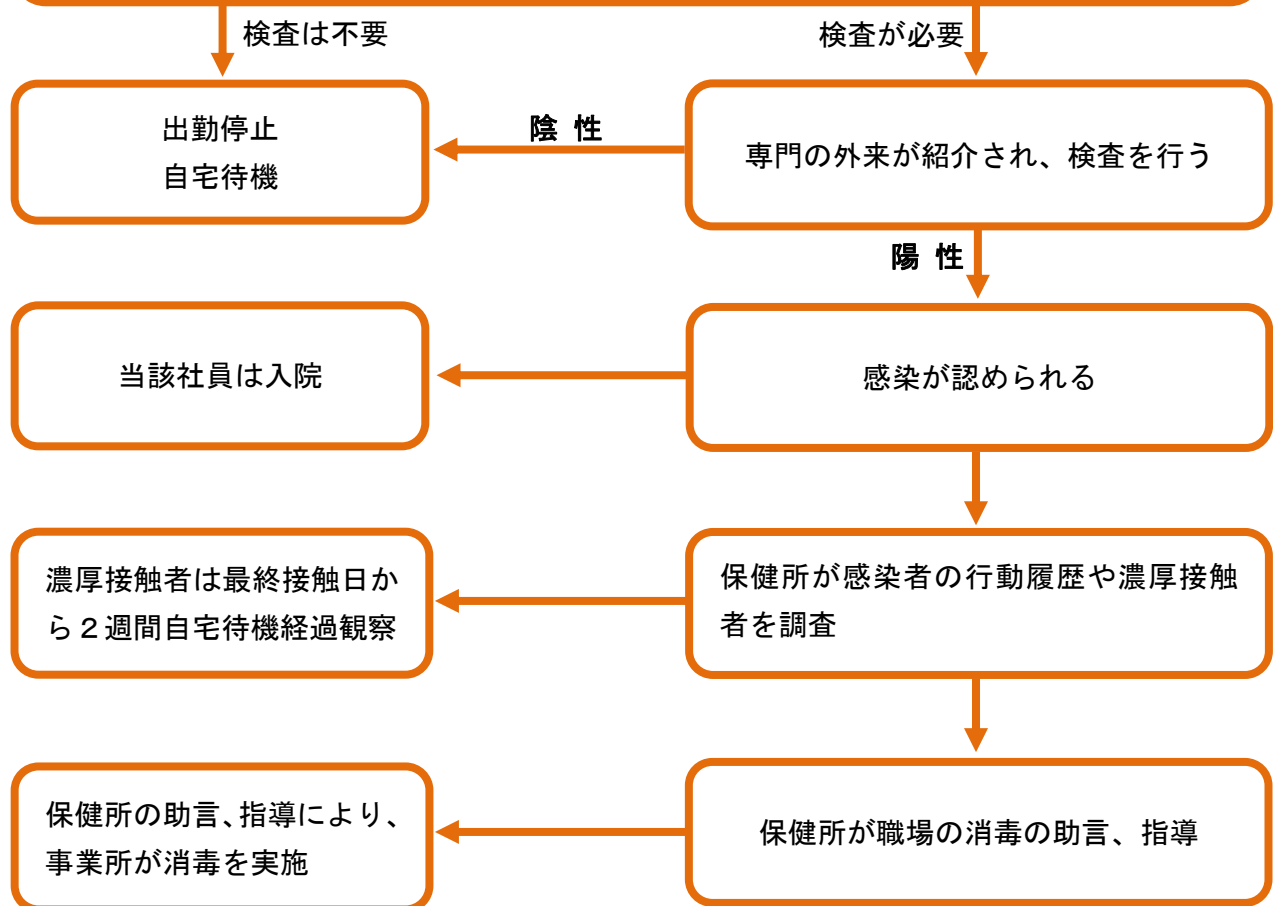 検査は不要
検査が必要
出勤停止
自宅待機
陰 性
専門の外来が紹介され、検査を行う
陽 性
当該社員は入院
感染が認められる
濃厚接触者は最終接触日か
ら２週間自宅待機経過観察
保健所が感染者の行動履歴や濃厚接触
者を調査
保健所の助言、指導により、
事業所が消毒を実施
保健所が職場の消毒の助言、指導